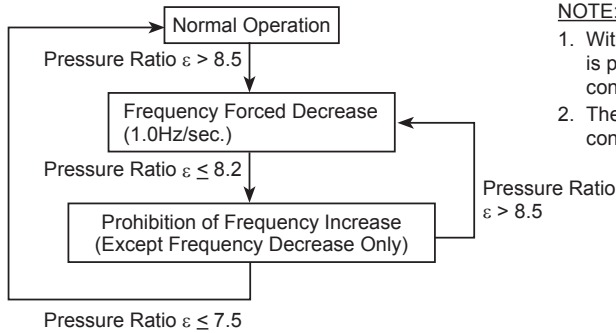 Normal Operation
Pressure Ratio ε > 8.5
Frequency Forced Decrease
(1.0Hz/sec.)
Pressure Ratio ε ≤ 8.2
Prohibition of Frequency Increase
(Except Frequency Decrease Only)
Pressure Ratio
ε > 8.5
Pressure Ratio ε ≤ 7.5
NOTE:
1. Wit
is p
con
2. The
con